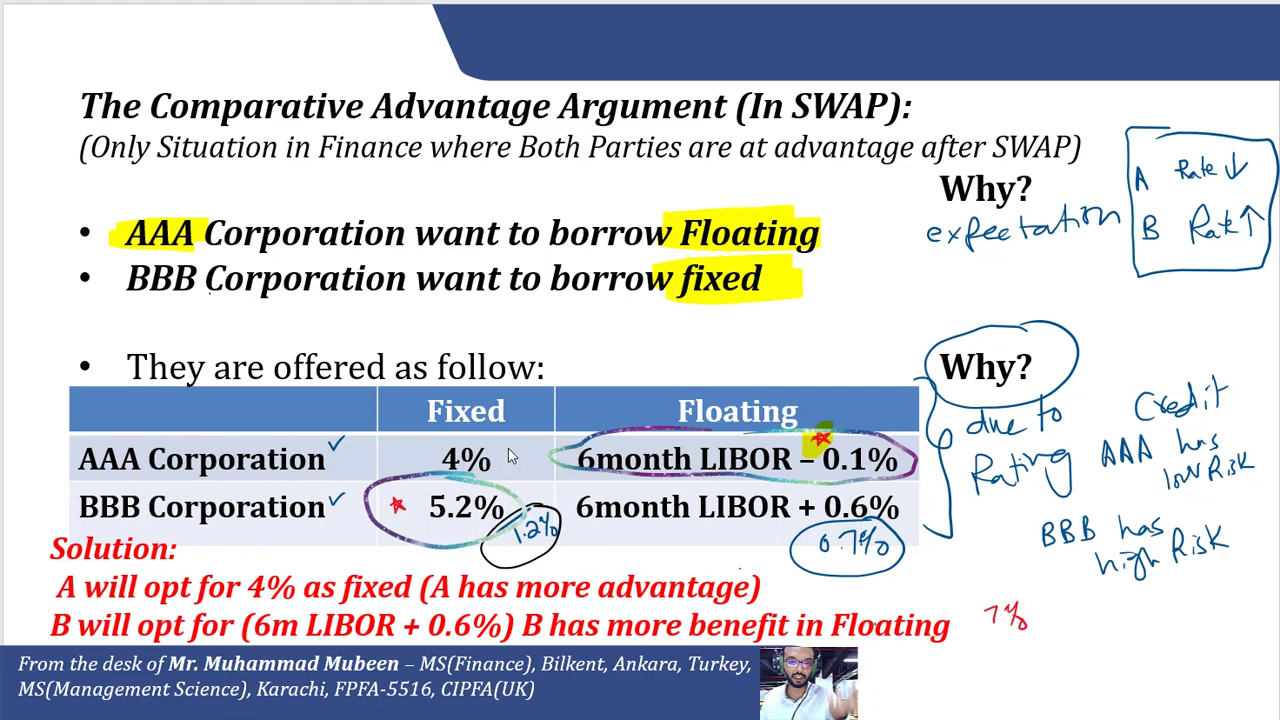 The Comparative Advantage Argument (In SWAP):
(Only Situation in Finance where Both Parties are at advantage after SWAP)
Why?
expectation
A Rate ↓
B Rate ↑
• AAA Corporation want to borrow Floating
• BBB Corporation want to borrow fixed
• They are offered as follow:
Why?
due to
Rating
Credit
AAA has
low Risk
BBB has
high Risk
Fixed Floating
AAA Corporation 4% 6month LIBOR – 0.1%
BBB Corporation 5.2% 6month LIBOR + 0.6%
1.2% 0.7%
Solution:
A will opt for 4% as fixed (A has more advantage)
B will opt for (6m LIBOR + 0.6%) B has more benefit in Floating
7%
From the desk of Mr. Muhammad Mubeen – MS(Finance), Bilkent, Ankara, Turkey,
MS(Management Science), Karachi, FPFA-5516, CIPFA(UK)